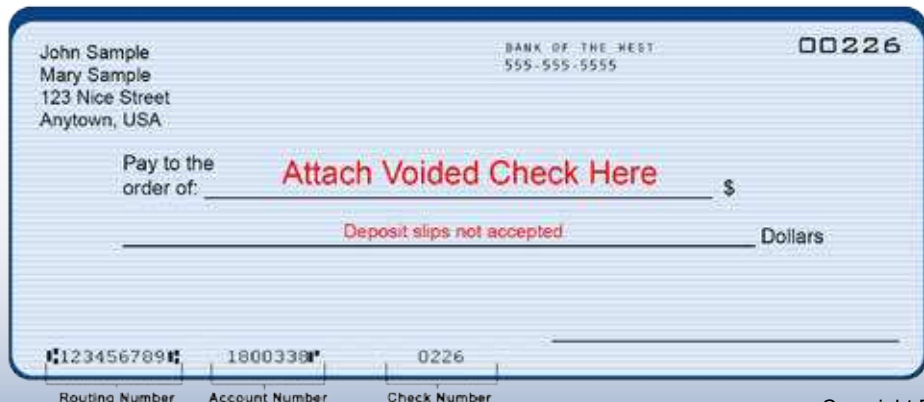 John Sample
Mary Sample
123 Nice Street
Anytown, USA
BANK OF THE WEST
555-555-5555
00226
Pay to the
order of:
Attach Voided Check Here
$
Deposit slips not accepted
Dollars
⑆123456789⑆ 1800338⑈ 0226
Routing Number Account Number Check Number